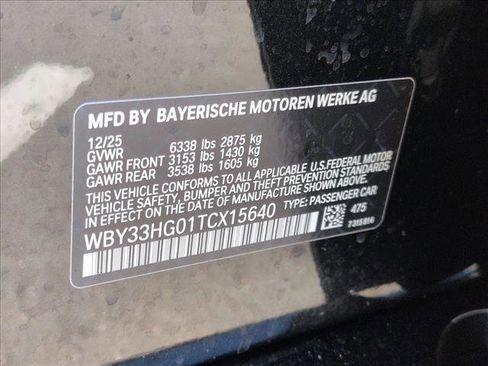 MFD BY BAYERISCHE MOTOREN WERKE AG
12/25
GVWR 6338 lbs 2875 kg
GAWR FRONT 3153 lbs 1430 kg
GAWR REAR 3538 lbs 1605 kg
THIS VEHICLE CONFORMS TO ALL APPLICABLE U.S.FEDERAL MOTOR
VEHICLE SAFETY, BUMPER, AND THEFT PREVENTION STANDARDS
IN EFFECT ON THE DATE OF MANUFACTURE SHOWN ABOVE.
WBY33HG01TCX15640 TYPE: PASSENGER CAR
475